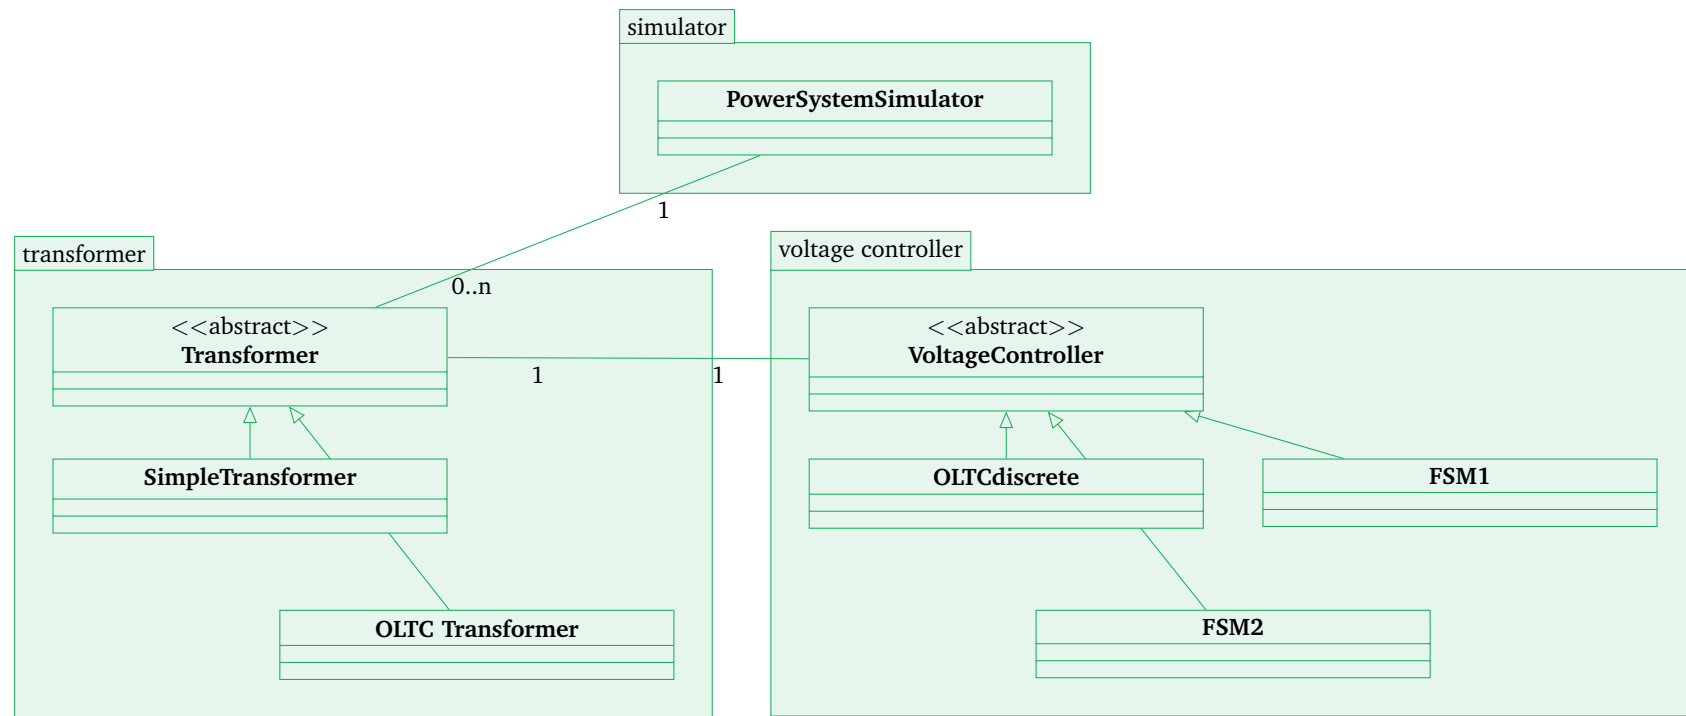 simulator
PowerSystemSimulator
1
transformer
voltage controller
0..n
<<abstract>>
Transformer
<<abstract>>
VoltageController
1
1
SimpleTransformer
OLTCdiscrete
FSM1
OLTC Transformer
FSM2